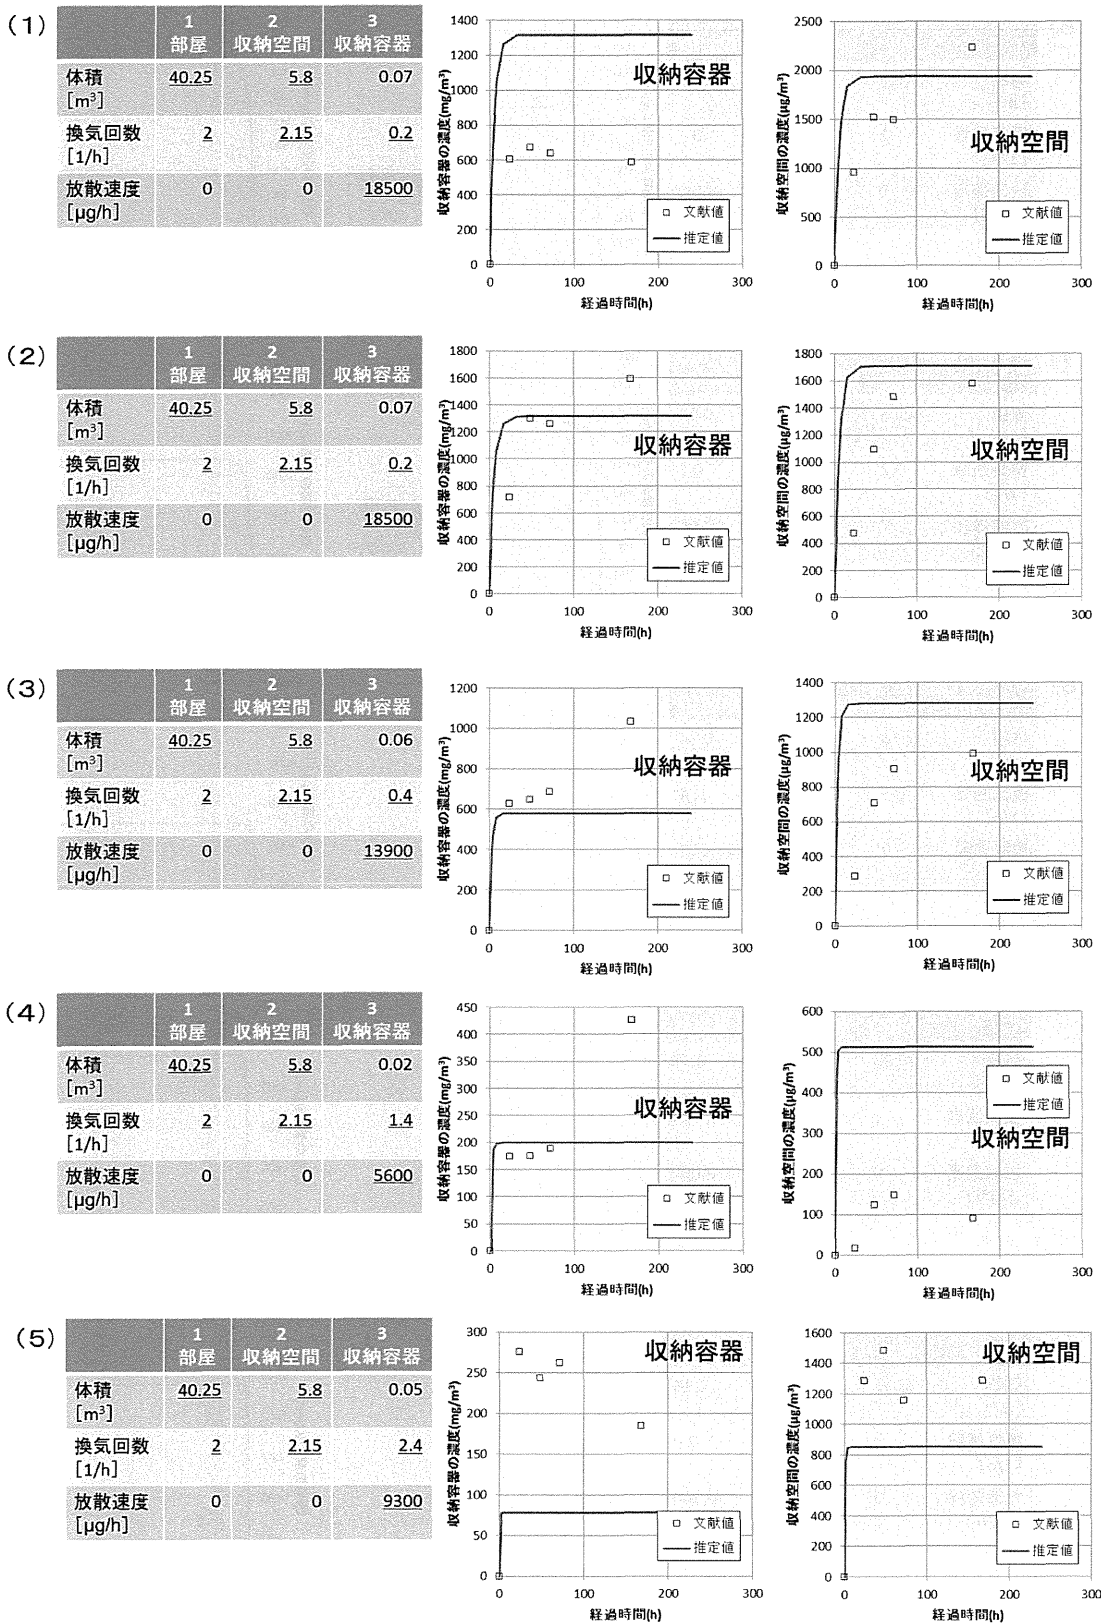 (1)
1 2 3
部屋 収納空間 収納容器
体積 40.25 5.8 0.07
[m³]
換気回数 2 2.15 0.2
[1/h]
放散速度 0 0 18500
[µg/h]
収納容器の濃度(mg/m³)
1400
1200
1000
800
600
400
200
0
0 100 200 300
経過時間(h)
収納容器
文献値
推定値
収納空間の濃度(µg/m³)
2500
2000
1500
1000
500
0
0 100 200 300
経過時間(h)
収納空間
文献値
推定値
(2)
1 2 3
部屋 収納空間 収納容器
体積 40.25 5.8 0.07
[m³]
換気回数 2 2.15 0.2
[1/h]
放散速度 0 0 18500
[µg/h]
収納容器の濃度(mg/m³)
1800
1600
1400
1200
1000
800
600
400
200
0
0 100 200 300
経過時間(h)
収納容器
文献値
推定値
収納空間の濃度(µg/m³)
1800
1600
1400
1200
1000
800
600
400
200
0
0 100 200 300
経過時間(h)
収納空間
文献値
推定値
(3)
1 2 3
部屋 収納空間 収納容器
体積 40.25 5.8 0.06
[m³]
換気回数 2 2.15 0.4
[1/h]
放散速度 0 0 13900
[µg/h]
収納容器の濃度(mg/m³)
1200
1000
800
600
400
200
0
0 100 200 300
経過時間(h)
収納容器
文献値
推定値
収納空間の濃度(µg/m³)
1400
1200
1000
800
600
400
200
0
0 100 200 300
経過時間(h)
収納空間
文献値
推定値
(4)
1 2 3
部屋 収納空間 収納容器
体積 40.25 5.8 0.02
[m³]
換気回数 2 2.15 1.4
[1/h]
放散速度 0 0 5600
[µg/h]
収納容器の濃度(mg/m³)
450
400
350
300
250
200
150
100
50
0
0 100 200 300
経過時間(h)
収納容器
文献値
推定値
収納空間の濃度(µg/m³)
600
500
400
300
200
100
0
0 100 200 300
経過時間(h)
文献値
推定値
収納空間
(5)
1 2 3
部屋 収納空間 収納容器
体積 40.25 5.8 0.05
[m³]
換気回数 2 2.15 2.4
[1/h]
放散速度 0 0 9300
[µg/h]
収納容器の濃度(mg/m³)
300
250
200
150
100
50
0
0 100 200 300
経過時間(h)
収納容器
文献値
推定値
収納空間の濃度(µg/m³)
1600
1400
1200
1000
800
600
400
200
0
0 100 200 300
経過時間(h)
収納空間
文献値
推定値